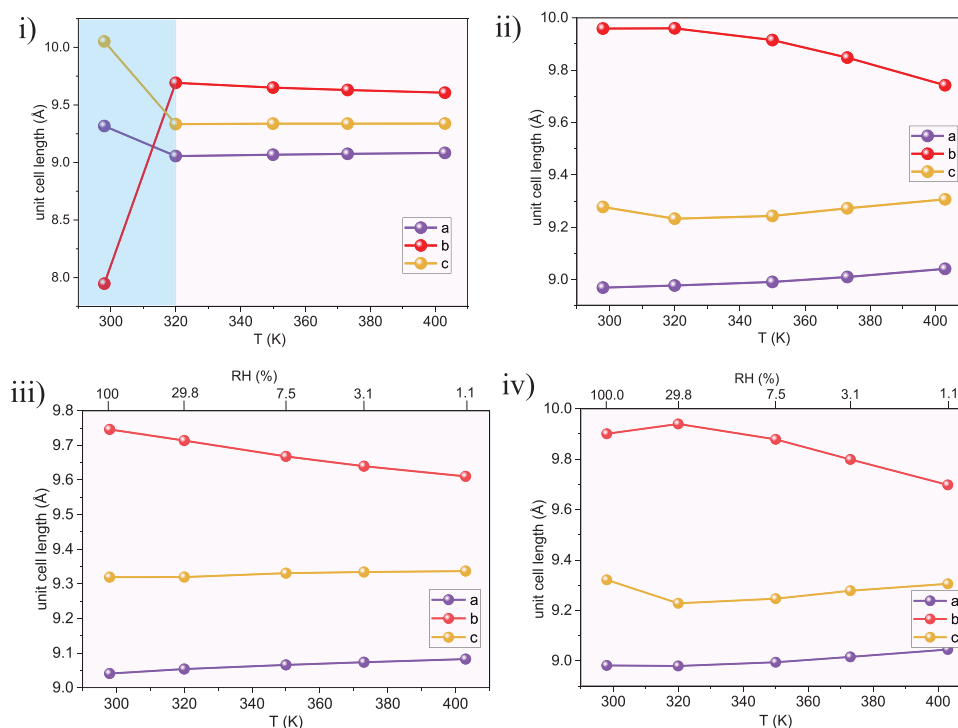 i)
10.0
9.5
9.0
8.5
8.0
unit cell length (Å)
a
b
c
300 320 340 360 380 400
T (K)
ii)
10.0
9.8
9.6
9.4
9.2
9.0
unit cell length (Å)
a
b
c
300 320 340 360 380 400
T (K)
iii)
RH (%)
100 29.8 7.5 3.1 1.1
9.8
9.7
9.6
9.5
9.4
9.3
9.2
9.1
9.0
unit cell length (Å)
a
b
c
300 320 340 360 380 400
T (K)
iv)
RH (%)
100.0 29.8 7.5 3.1 1.1
10.0
9.8
9.6
9.4
9.2
9.0
unit cell length (Å)
a
b
c
300 320 340 360 380 400
T (K)